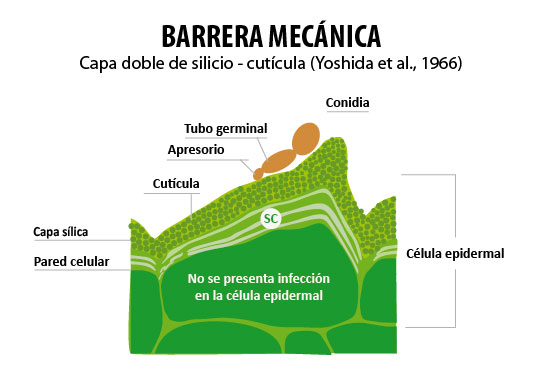 BARRERA MECÁNICA
Capa doble de silicio - cutícula (Yoshida et al., 1966)
Conidia
Tubo germinal
Apresorio
Cutícula
SC
Capa sílica
Pared celular
Célula epidermal
No se presenta infección
en la célula epidermal